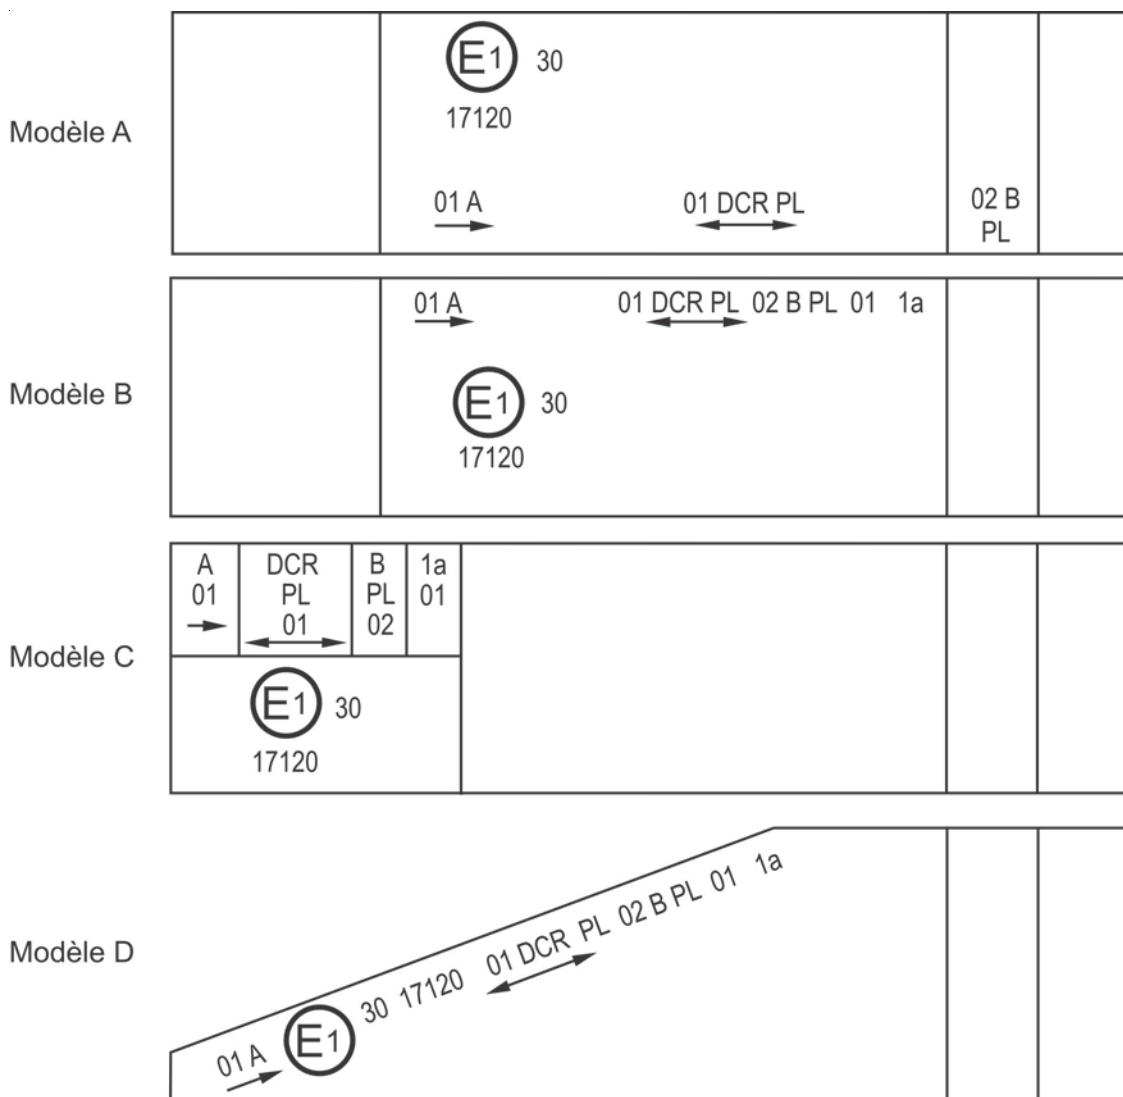 Modèle A
E1 30
17120
01 A
01 DCR PL
02 B
PL
Modèle B
01 A
01 DCR PL 02 B PL 01 1a
E1 30
17120
Modèle C
A
01
DCR
PL
01
B
PL
02
1a
01
E1 30
17120
Modèle D
01 A E1 30 17120 01 DCR PL 02 B PL 01 1a